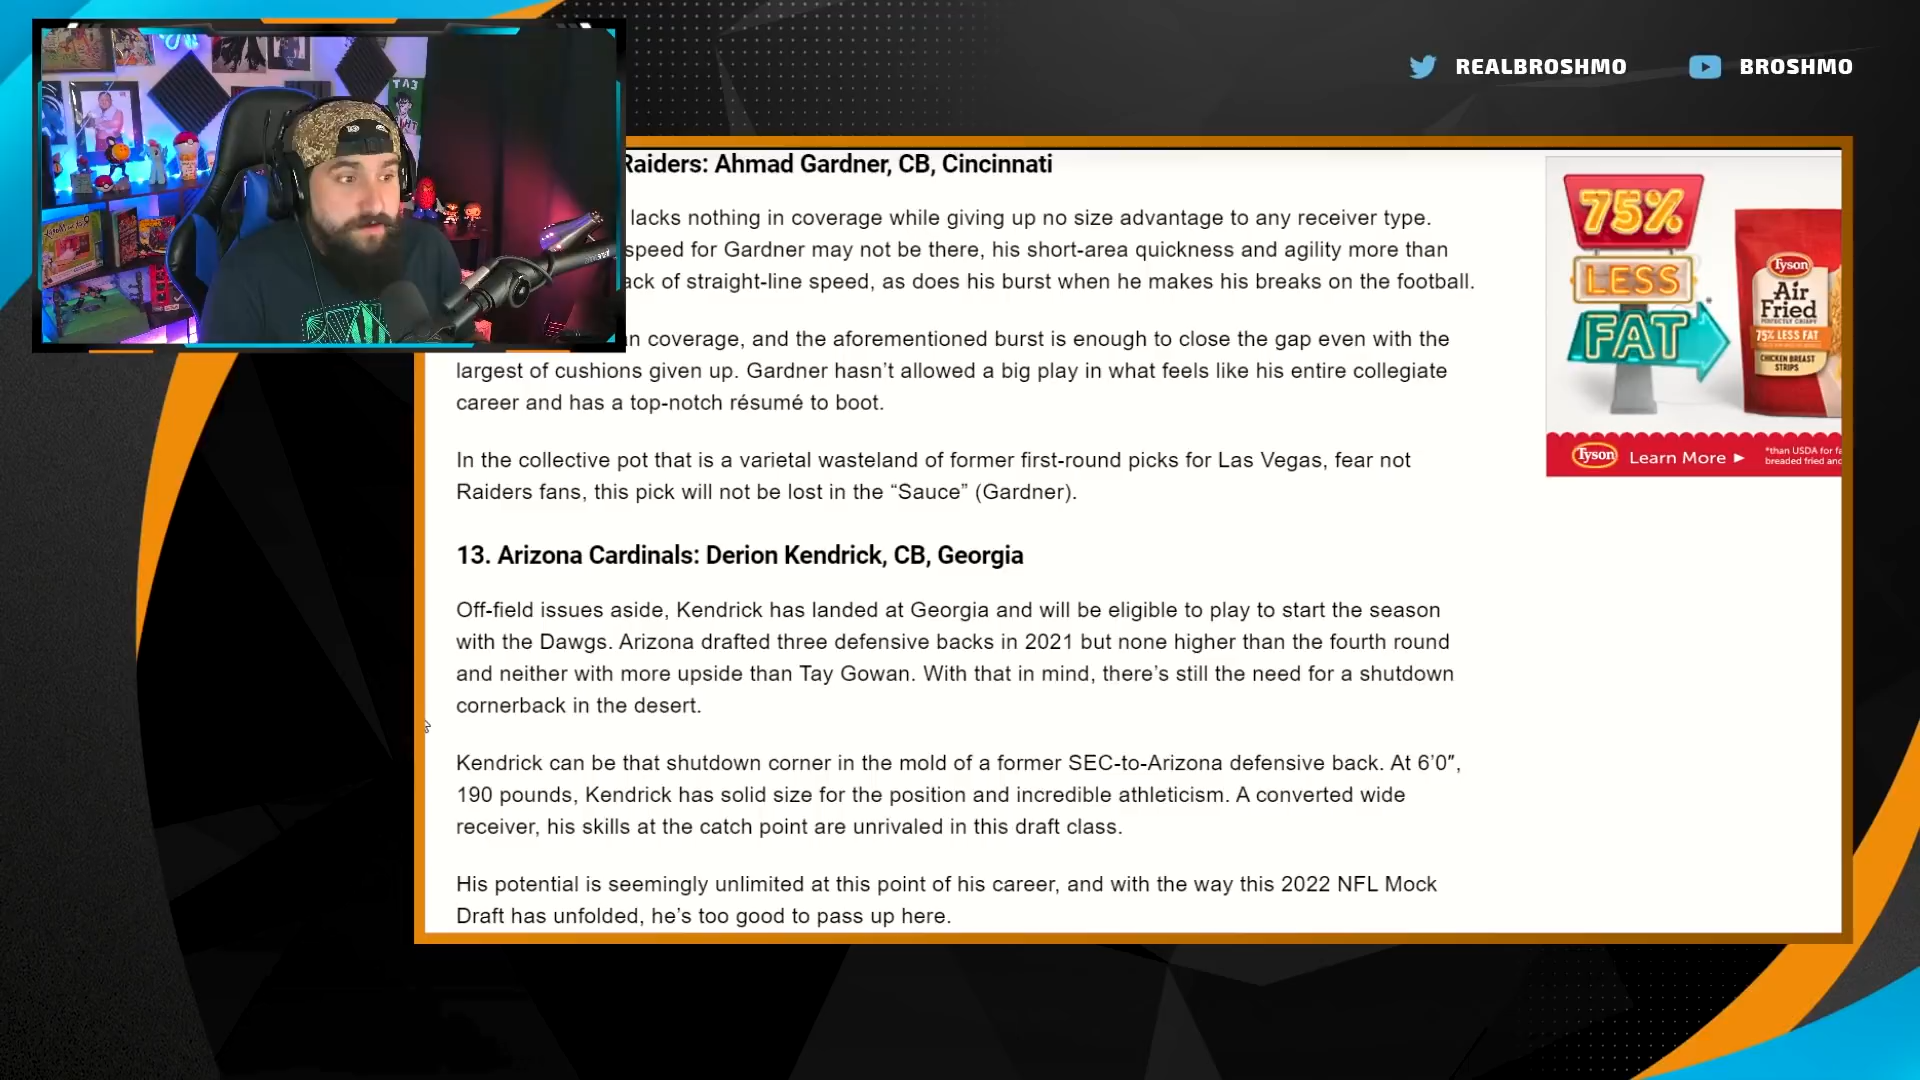 REALBROSHMO
BROSHMO
Raiders: Ahmad Gardner, CB, Cincinnati
lacks nothing in coverage while giving up no size advantage to any receiver type.
speed for Gardner may not be there, his short-area quickness and agility more than
of straight-line speed, as does his burst when he makes his breaks on the football.
coverage, and the aforementioned burst is enough to close the gap even with the
largest of cushions given up. Gardner hasn’t allowed a big play in what feels like his entire collegiate
career and has a top-notch résumé to boot.
In the collective pot that is a varietal wasteland of former first-round picks for Las Vegas, fear not
Raiders fans, this pick will not be lost in the “Sauce” (Gardner).
13. Arizona Cardinals: Derion Kendrick, CB, Georgia
Off-field issues aside, Kendrick has landed at Georgia and will be eligible to play to start the season
with the Dawgs. Arizona drafted three defensive backs in 2021 but none higher than the fourth round
and neither with more upside than Tay Gowan. With that in mind, there’s still the need for a shutdown
cornerback in the desert.
Kendrick can be that shutdown corner in the mold of a former SEC-to-Arizona defensive back. At 6’0″,
190 pounds, Kendrick has solid size for the position and incredible athleticism. A converted wide
receiver, his skills at the catch point are unrivaled in this draft class.
His potential is seemingly unlimited at this point of his career, and with the way this 2022 NFL Mock
Draft has unfolded, he’s too good to pass up here.
75%
LESS
FAT
Tyson
Air
Fried
PERFECTLY CRISPY
75% LESS FAT
CHICKEN BREAST
STRIPS
Tyson
Learn More ►
*than USDA for
breaded fried
EAT